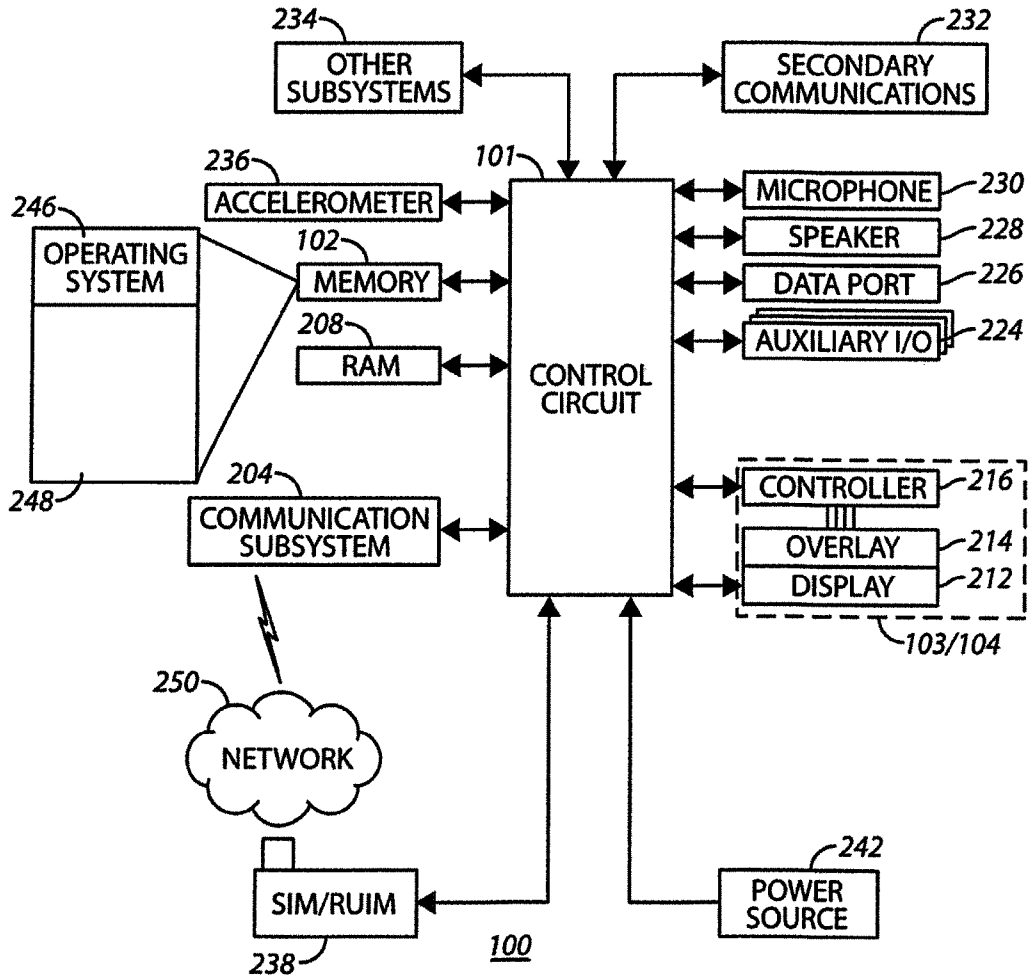 234
OTHER
SUBSYSTEMS
232
SECONDARY
COMMUNICATIONS
101
236
ACCELEROMETER
246
OPERATING
SYSTEM
248
102
MEMORY
208
RAM
204
COMMUNICATION
SUBSYSTEM
CONTROL
CIRCUIT
MICROPHONE 230
SPEAKER 228
DATA PORT 226
AUXILIARY I/O 224
CONTROLLER 216
OVERLAY 214
DISPLAY 212
103/104
250
NETWORK
SIM/RUIM
238
100
242
POWER
SOURCE